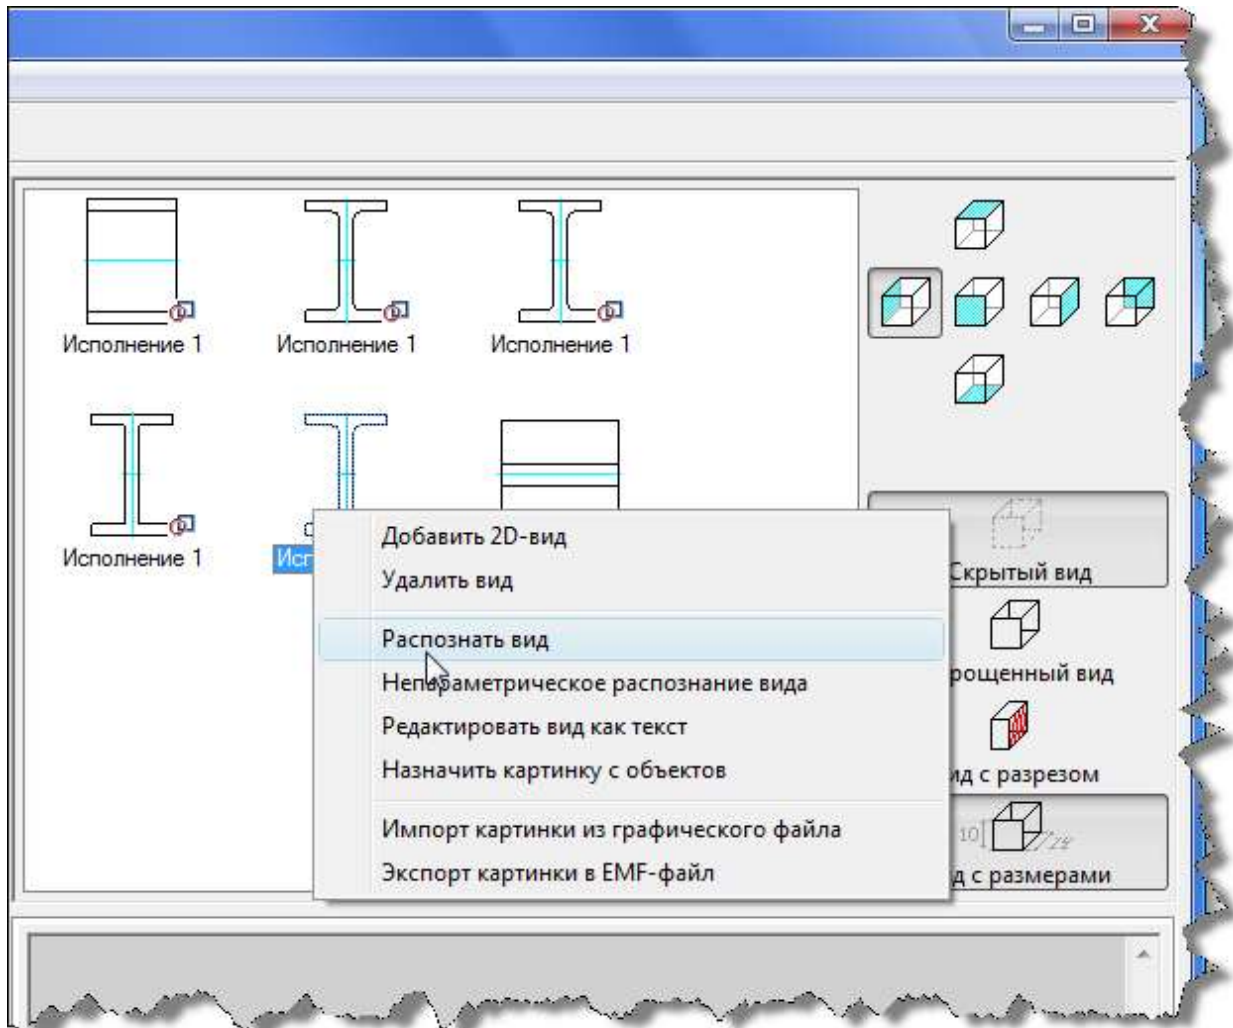 Исполнение 1
Исполнение 1
Исполнение 1
Исполнение 1
Добавить 2D-вид
Удалить вид
Распознать вид
Непараметрическое распознание вида
Редактировать вид как текст
Назначить картинку с объектов
Импорт картинки из графического файла
Экспорт картинки в EMF-файл
Скрытый вид
вид
с разрезом
10
с размерами